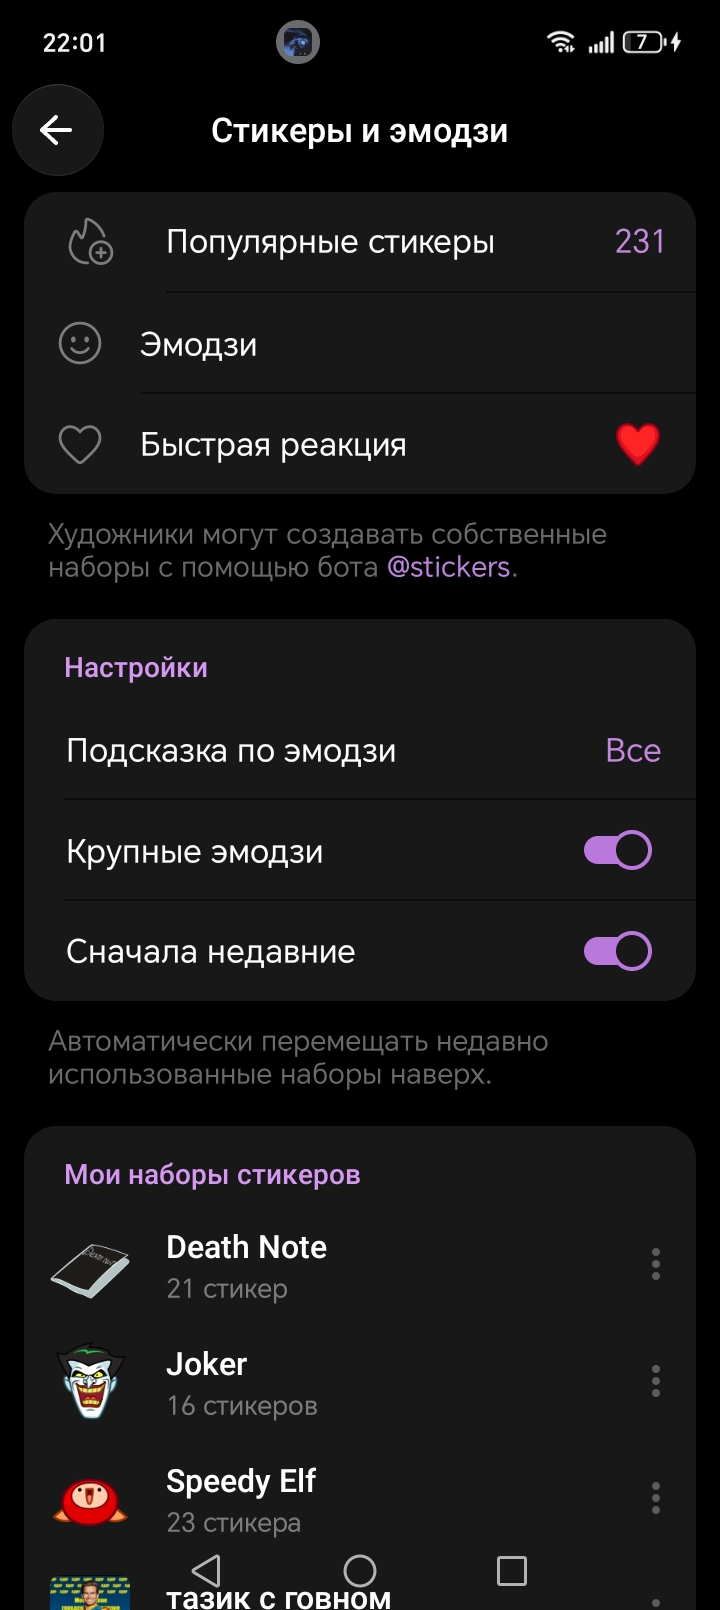 22:01
7
Стикеры и эмодзи
Популярные стикеры 231
Эмодзи
Быстрая реакция
Художники могут создавать собственные
наборы с помощью бота @stickers.
Настройки
Подсказка по эмодзи Все
Крупные эмодзи
Сначала недавние
Автоматически перемещать недавно
использованные наборы наверх.
Мои наборы стикеров
Death Note
21 стикер
Joker
16 стикеров
Speedy Elf
23 стикера
тазик с говном